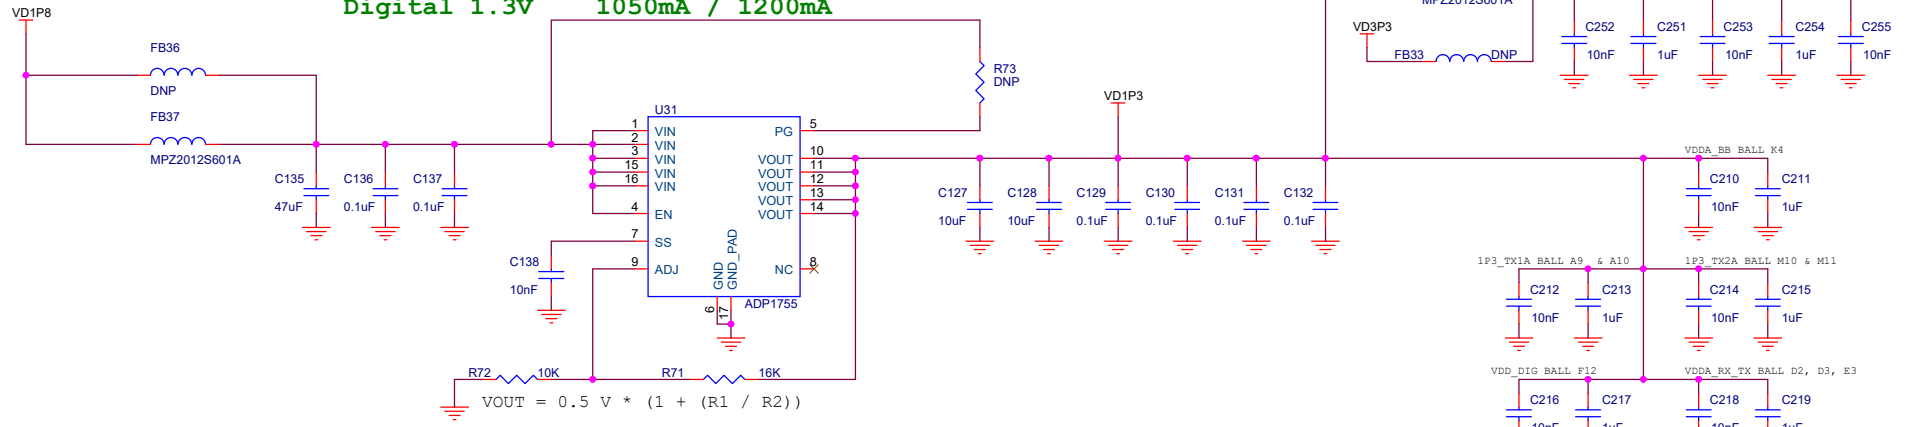 Digital 1.3V 1050mA / 1200mA
MPZ2012S601A
VD1P8
VD3P3
FB33 DNP
C252 C251 C253 C254 C255
10nF 1uF 10nF 1uF 10nF
FB36
DNP
FB37
MPZ2012S601A
R73
DNP
VD1P3
U31
1 VIN PG 5
2 VIN
3 VIN VOUT 10
15 VIN VOUT 11
16 VIN VOUT 12
VOUT 13
4 EN VOUT 14
7 SS
9 ADJ NC 8
GND GND_PAD
6 17
ADP1755
C135 C136 C137
47uF 0.1uF 0.1uF
C138
10nF
C127 C128 C129 C130 C131 C132
10uF 10uF 0.1uF 0.1uF 0.1uF 0.1uF
VDDA_BB BALL K4
C210 C211
10nF 1uF
1P3_TX1A BALL A9 & A10 1P3_TX2A BALL M10 & M11
C212 C213 C214 C215
10nF 1uF 10nF 1uF
R72 10K R71 16K
VOUT = 0.5 V * (1 + (R1 / R2))
VDD_DIG BALL F12 VDDA_RX_TX BALL D2, D3, E3
C216 C217 C218 C219
10nF 1uF 10nF 1uF